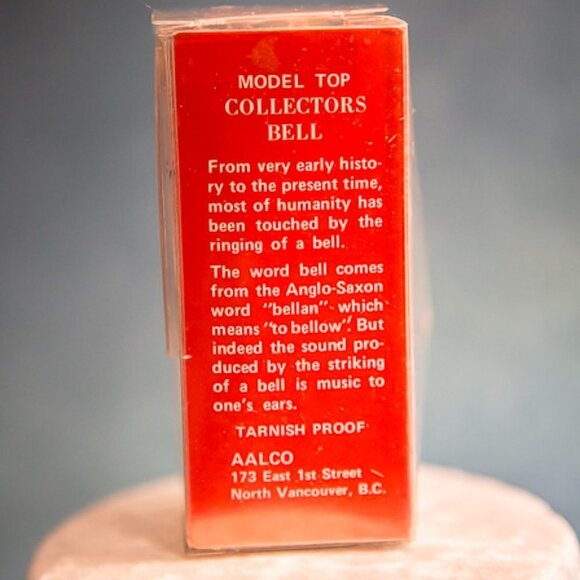 MODEL TOP
COLLECTORS
BELL
From very early histo-
ry to the present time,
most of humanity has
been touched by the
ringing of a bell.
The word bell comes
from the Anglo-Saxon
word "bellan" which
means "to bellow". But
indeed the sound pro-
duced by the striking
of a bell is music to
one's ears.
TARNISH PROOF
AALCO
173 East 1st Street
North Vancouver, B.C.